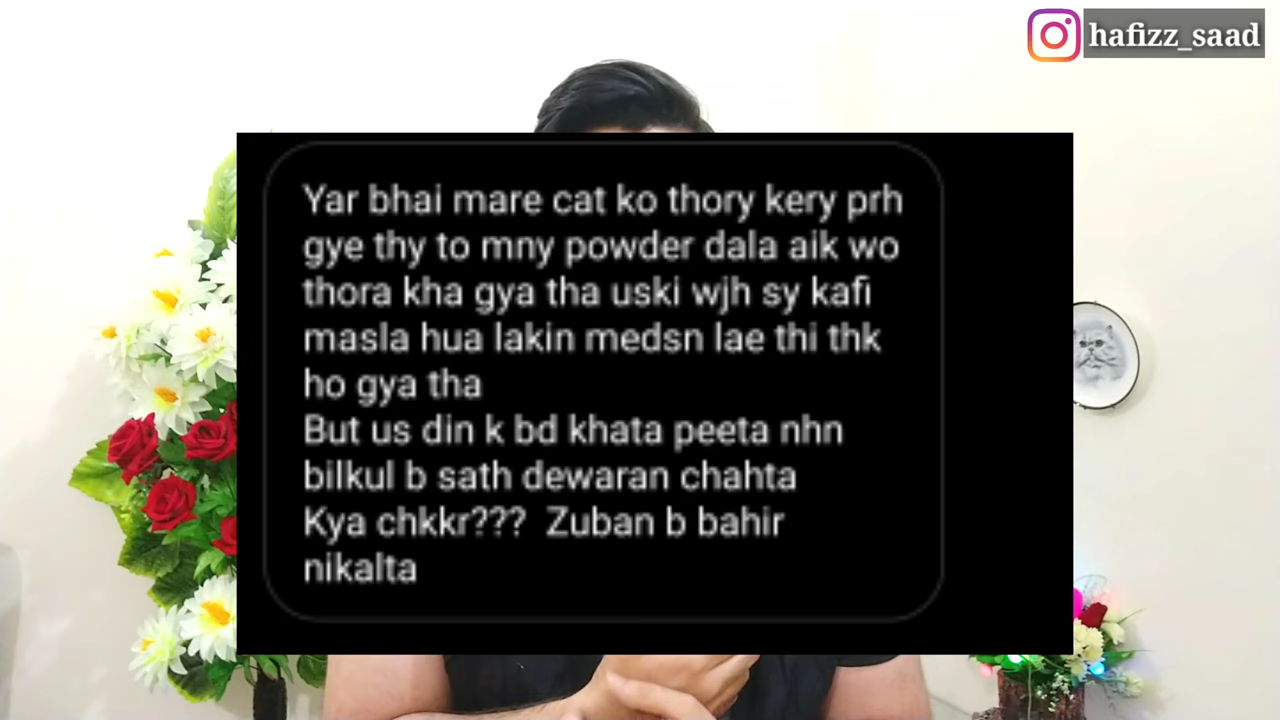 hafizz_saad
Yar bhai mare cat ko thory kery prh
gye thy to mny powder dala aik wo
thora kha gya tha uski wjh sy kafi
masla hua lakin medsn lae thi thk
ho gya tha
But us din k bd khata peeta nhn
bilkul b sath dewaran chahta
Kya chkkr??? Zuban b bahir
nikalta